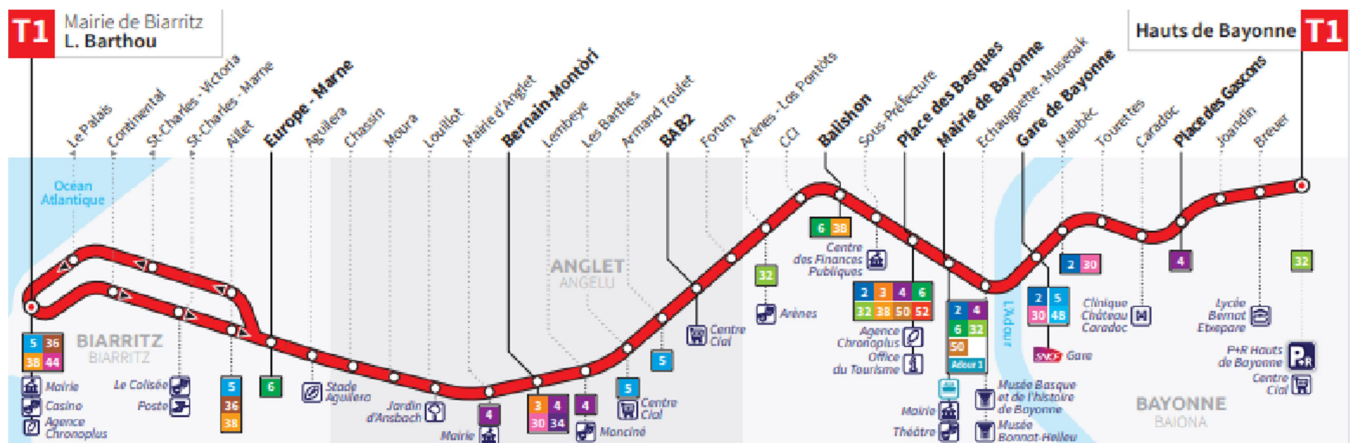 T1
Mairie de Biarritz
L. Barthou
Hauts de Bayonne
T1
Le Palais
Continental
St-Charles - Victoria
St-Charles - Marne
Ailllet
Europe - Marne
Aguilera
Chassin
Moura
Louillot
Mairie d'Anglet
Bernain-Montòri
Lembeye
Les Barthes
Armand Toulet
BAB2
Forum
Arènes - Los Pontòts
CCI
Balishon
Sous-Préfecture
Place des Basques
Mairie de Bayonne
Echauguette - Museoak
Gare de Bayonne
Maubèc
Tourettes
Caradoc
Place des Gascons
Joandin
Breuer
Océan
Atlantique
BIARRITZ
BIARRITZ
ANGLET
ANGELU
L'Adour
BAYONNE
BAIONA
5 36
38 44
Mairie
Casino
Agence
Chronoplus
Le Colisée
Poste
5
36
38
6
Stade
Aguilera
Jardin
d'Ansbach
4
Mairie
3 4
30 34
4
Manciné
5
Centre
Cial
5
Centre
Cial
32
Arènes
6 38
Centre
des Finances
Publiques
2 3 4 6
32 38 50 52
Agence
Chronoplus
Office
du Tourisme
2 4
6 32
50
Adour 1
Mairie
Théâtre
Musée Basque
et de l'histoire
de Bayonne
Musée
Bonnat-Helleu
2 5
30 48
SNCF Gare
2 30
Clinique
Château
Caradoc
H
4
Lycée
Bernat
Etxepare
32
P+R Hauts
de Bayonne
P+R
Centre
Cial